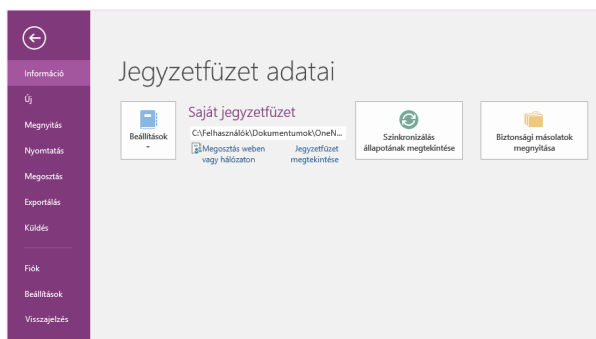 Információ
Új
Megnyitás
Nyomtatás
Megosztás
Exportálás
Küldés
Fiók
Beállítások
Visszajelzés
Jegyzetfüzet adatai
Beállítások
Saját jegyzetfüzet
C:\Felhasználók\Dokumentumok\OneN...
Megosztás weben
vagy hálózaton
Jegyzetfüzet
megtekintése
Szinkronizálás
állapotának megtekintése
Biztonsági másolatok
megnyitása